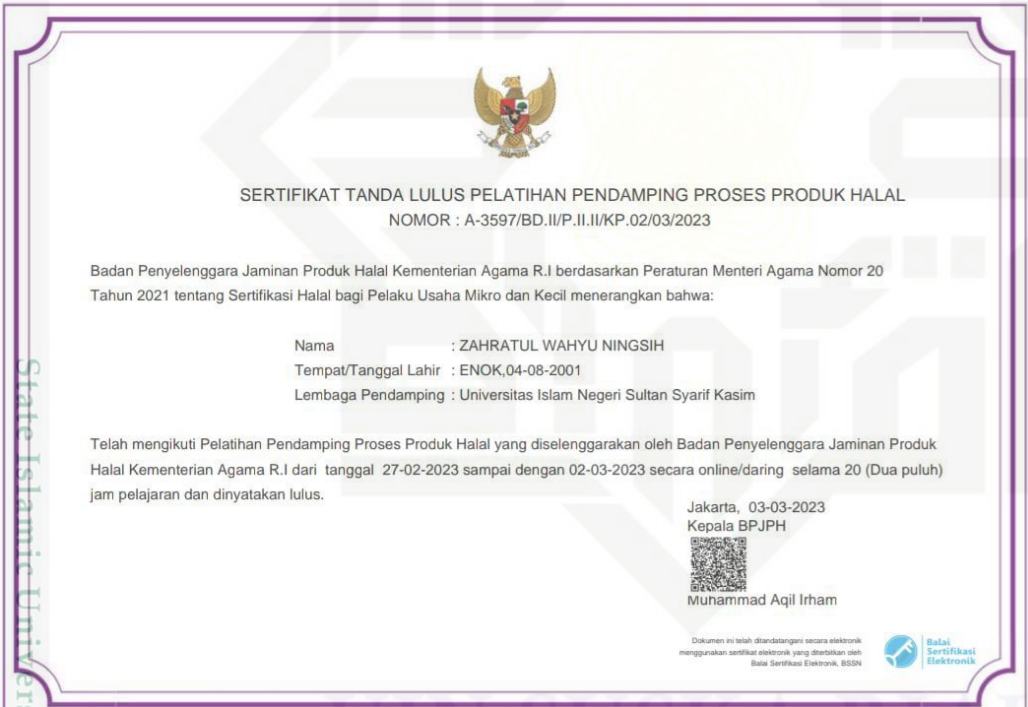 SERTIFIKAT TANDA LULUS PELATIHAN PENDAMPING PROSES PRODUK HALAL
NOMOR : A-3597/BD.II/P.II.II/KP.02/03/2023
Badan Penyelenggara Jaminan Produk Halal Kementerian Agama R.I berdasarkan Peraturan Menteri Agama Nomor 20
Tahun 2021 tentang Sertifikasi Halal bagi Pelaku Usaha Mikro dan Kecil menerangkan bahwa:
Nama : ZAHRATUL WAHYU NINGSIH
Tempat/Tanggal Lahir : ENOK,04-08-2001
Lembaga Pendamping : Universitas Islam Negeri Sultan Syarif Kasim
Telah mengikuti Pelatihan Pendamping Proses Produk Halal yang diselenggarakan oleh Badan Penyelenggara Jaminan Produk
Halal Kementerian Agama R.I dari tanggal 27-02-2023 sampai dengan 02-03-2023 secara online/daring selama 20 (Dua puluh)
jam pelajaran dan dinyatakan lulus.
Jakarta, 03-03-2023
Kepala BPJPH
Muhammad Aqil Irham
Dokumen ini telah ditandatangani secara elektronik
menggunakan sertifikat elektronik yang diterbitkan oleh
Balai Sertifikasi Elektronik, BSSN
Balai
Sertifikasi
Elektronik
State Islamic Univers